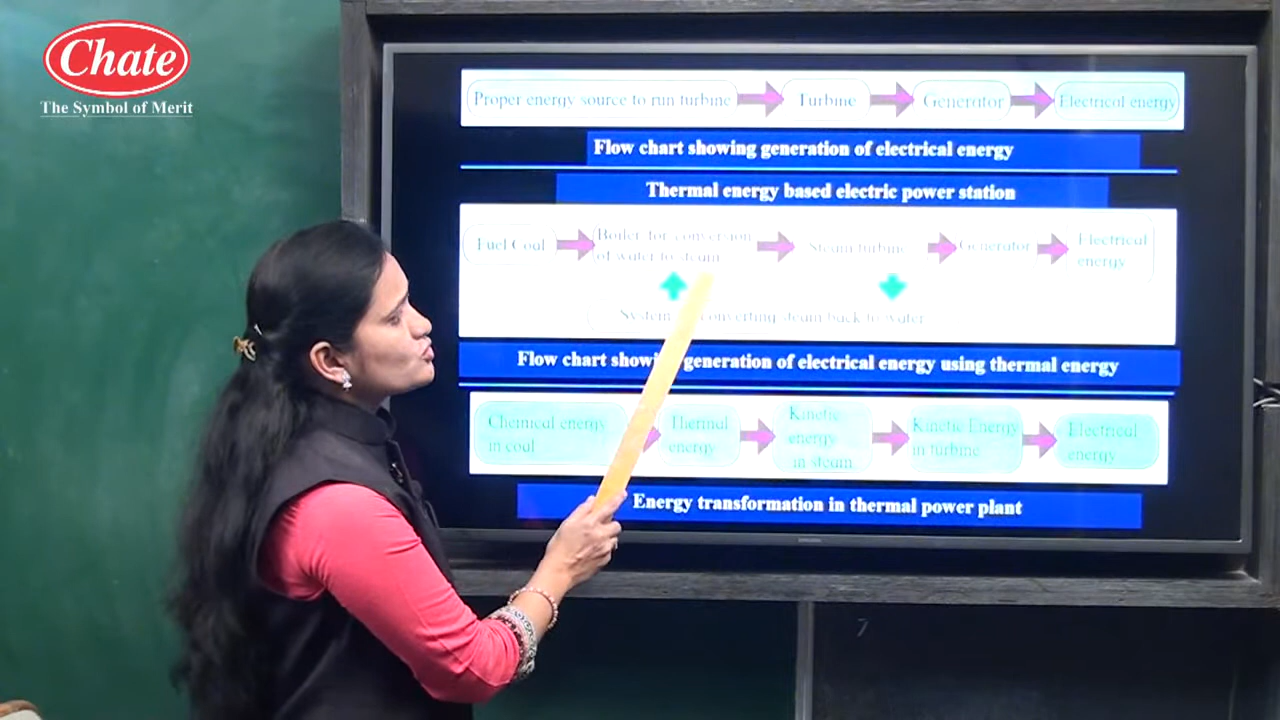 Chate
The Symbol of Merit
Proper energy source to run turbine
Turbine
Generator
Electrical energy
Flow chart showing generation of electrical energy
Thermal energy based electric power station
Fuel Coal
Boiler for conversion
of water to steam
Steam turbine
Generator
Electrical
energy
System converting steam back to water
Flow chart showing generation of electrical energy using thermal energy
Chemical energy
in coal
Thermal
energy
Kinetic
energy
in steam
Kinetic Energy
in turbine
Electrical
energy
Energy transformation in thermal power plant